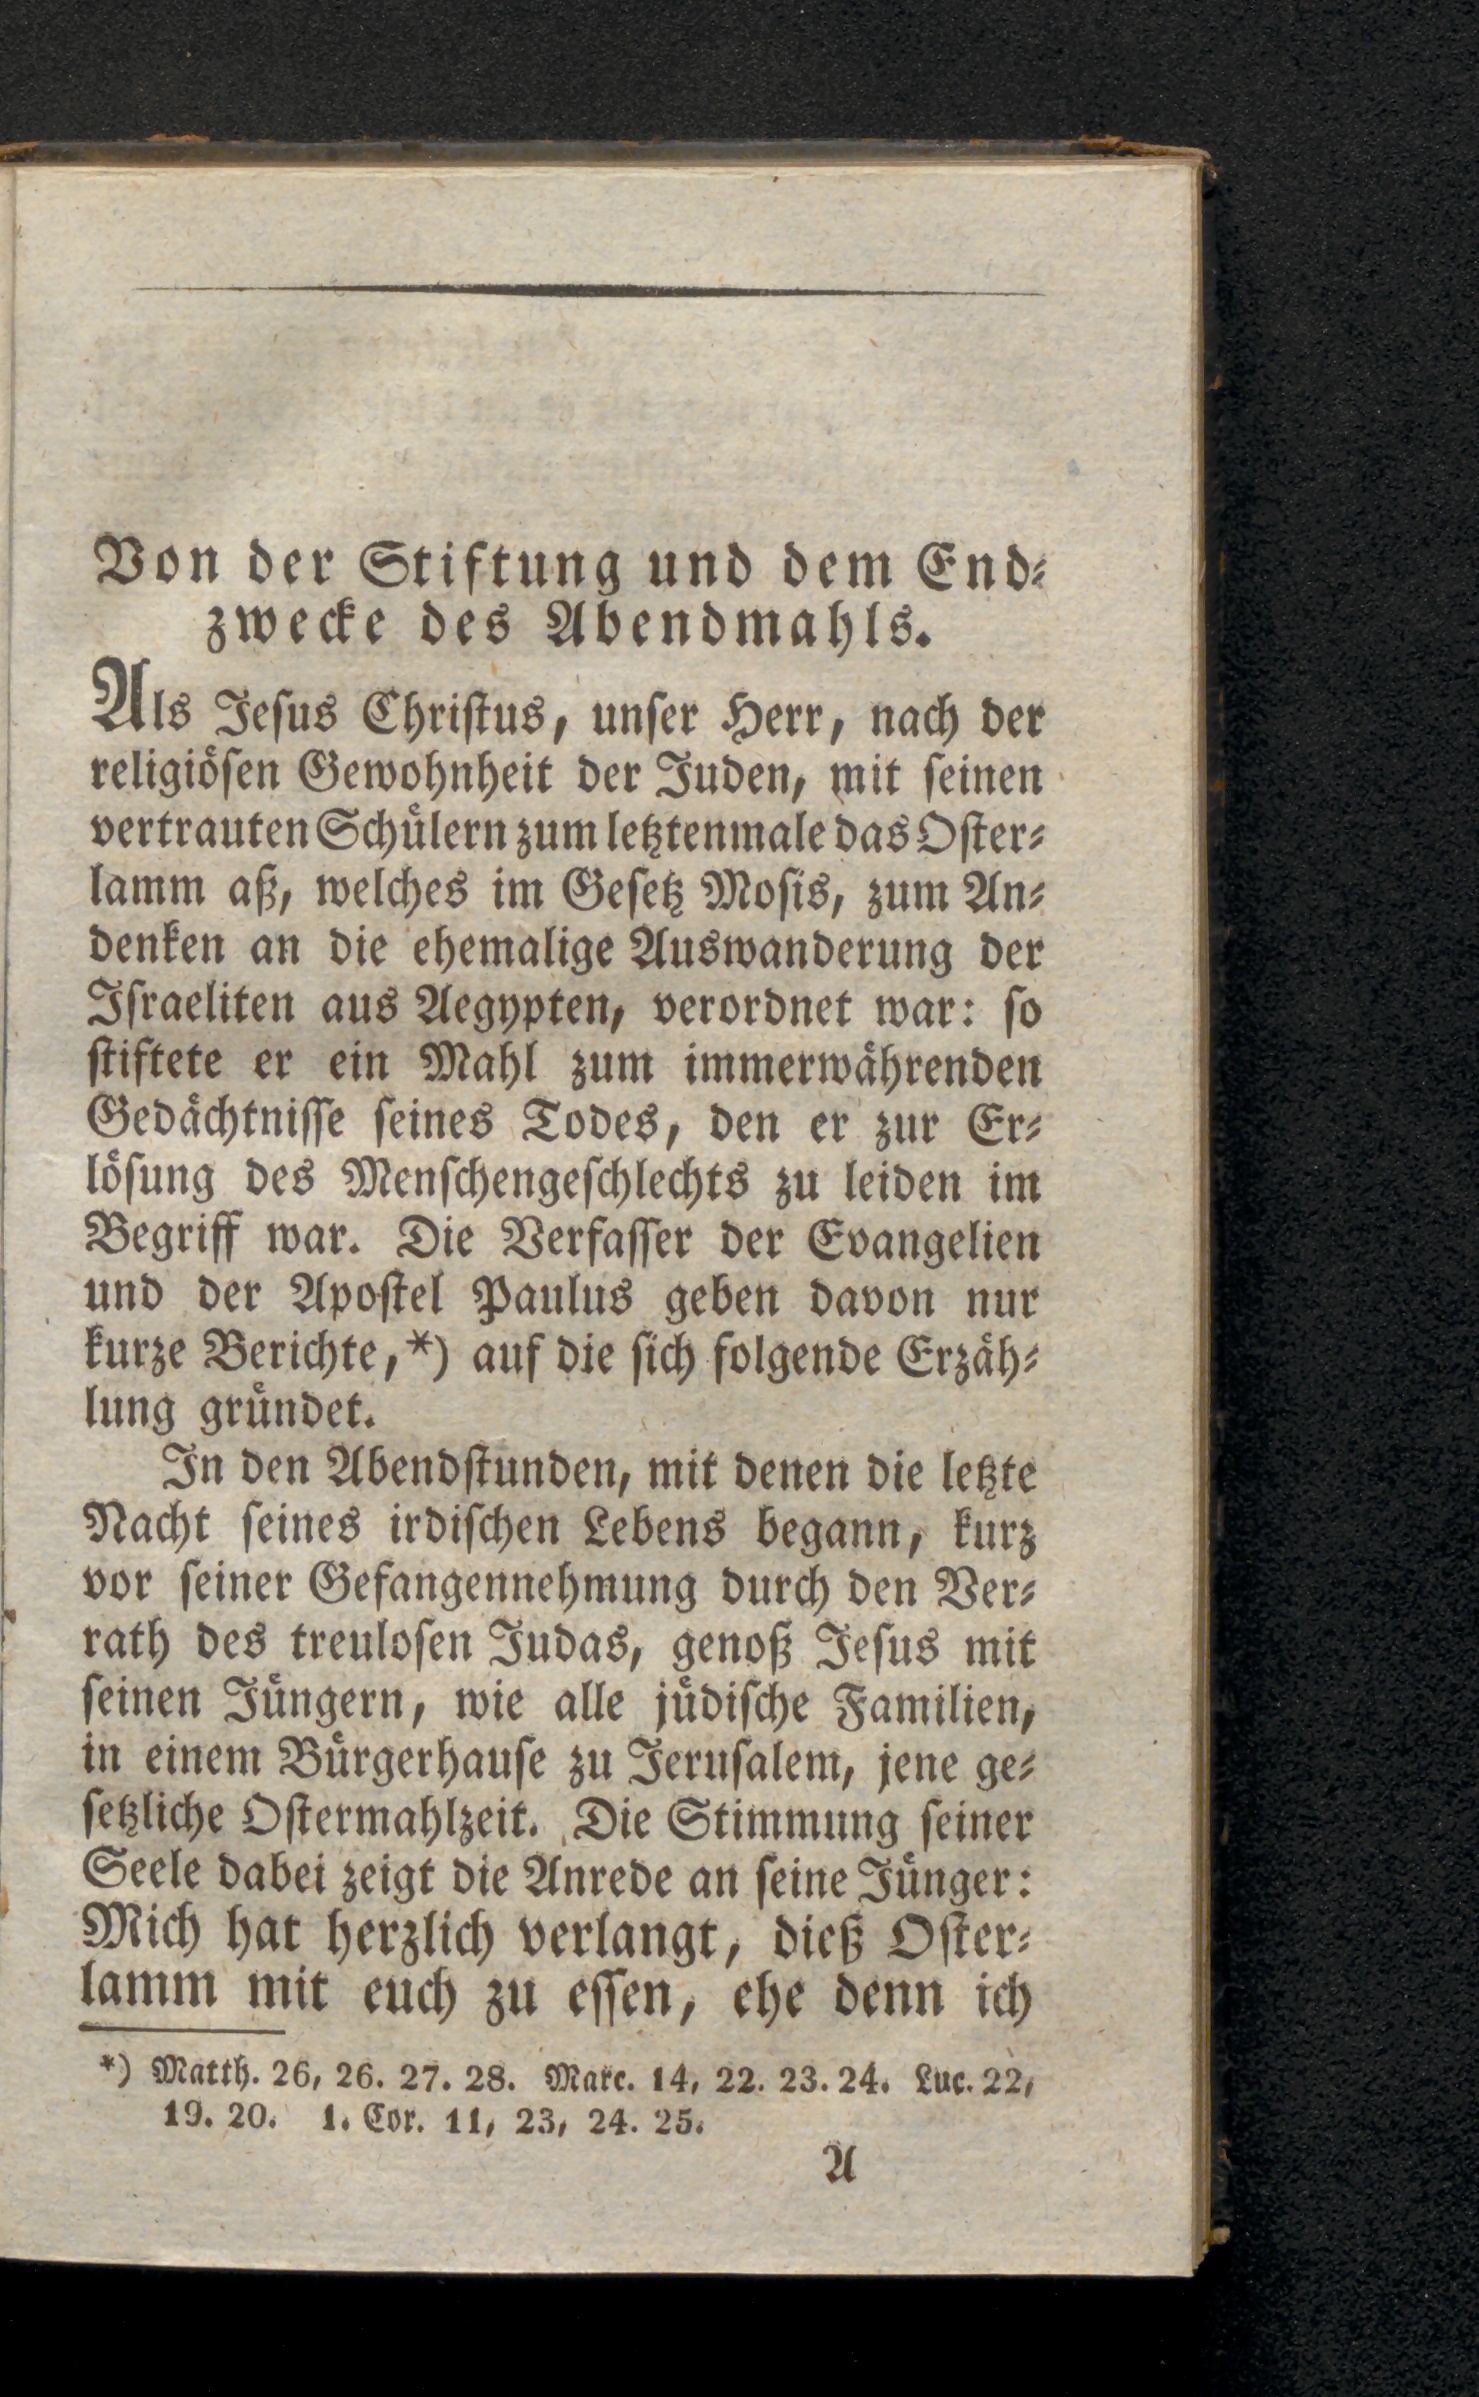 Von der Stiftung und dem End⸗
zwecke des Abendmahls.
Als Jeſus Chriſtus, unſer Herr, nach der
religiöſen Gewohnheit der Juden, mit ſeinen
vertrauten Schülern zum letztenmale das Oſter⸗
lamm aß, welches im Geſetz Moſis, zum An⸗
denken an die ehemalige Auswanderung der
Iſraeliten aus Aegypten, verordnet war: ſo
ſtiftete er ein Mahl zum immerwährenden
Gedächtniſſe ſeines Todes, den er zur Er⸗
löſung des Menſchengeſchlechts zu leiden im
Begriff war. Die Verfaſſer der Evangelien
und der Apoſtel Paulus geben davon nur
kurze Berichte,*) auf die ſich folgende Erzäh⸗
lung gründet.
In den Abendſtunden, mit denen die letzte
Nacht ſeines irdiſchen Lebens begann, kurz
vor ſeiner Gefangennehmung durch den Ver⸗
rath des treuloſen Judas, genoß Jeſus mit
ſeinen Jüngern, wie alle jüdiſche Familien,
in einem Bürgerhauſe zu Jeruſalem, jene ge⸗
ſetzliche Oſtermahlzeit. Die Stimmung ſeiner
Seele dabei zeigt die Anrede an ſeine Jünger:
Mich hat herzlich verlangt, dieß Oſter⸗
lamm mit euch zu eſſen, ehe denn ich
*) Matth. 26, 26. 27. 28. Marc. 14, 22. 23. 24. Luc. 22,
19. 20. 1. Cor. 11, 23, 24. 25.
A